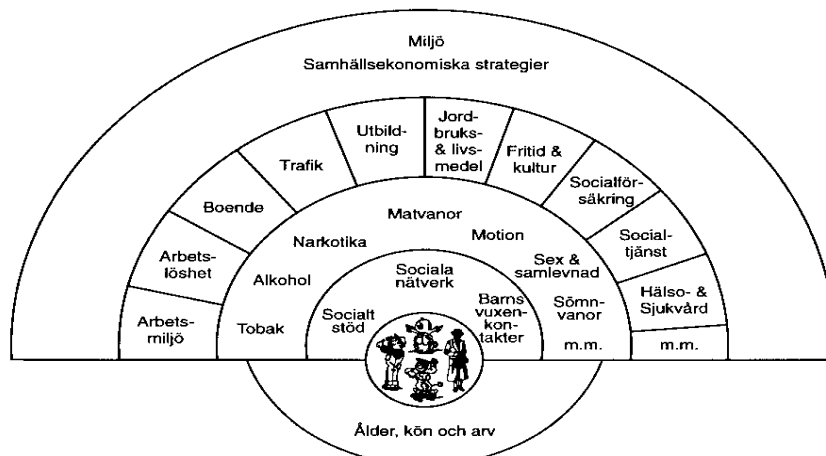 Miljö
Samhällsekonomiska strategier
Arbets-
miljö
Arbets-
löshet
Boende
Trafik
Utbild-
ning
Jord-
bruks-
& livs-
medel
Fritid &
kultur
Socialför-
säkring
Social-
tjänst
Hälso- &
Sjukvård
m.m.
Tobak
Alkohol
Narkotika
Matvanor
Motion
Sex &
samlevnad
Sömn-
vanor
m.m.
Socialt
stöd
Sociala
nätverk
Barns
vuxen-
kon-
takter
Ålder, kön och arv